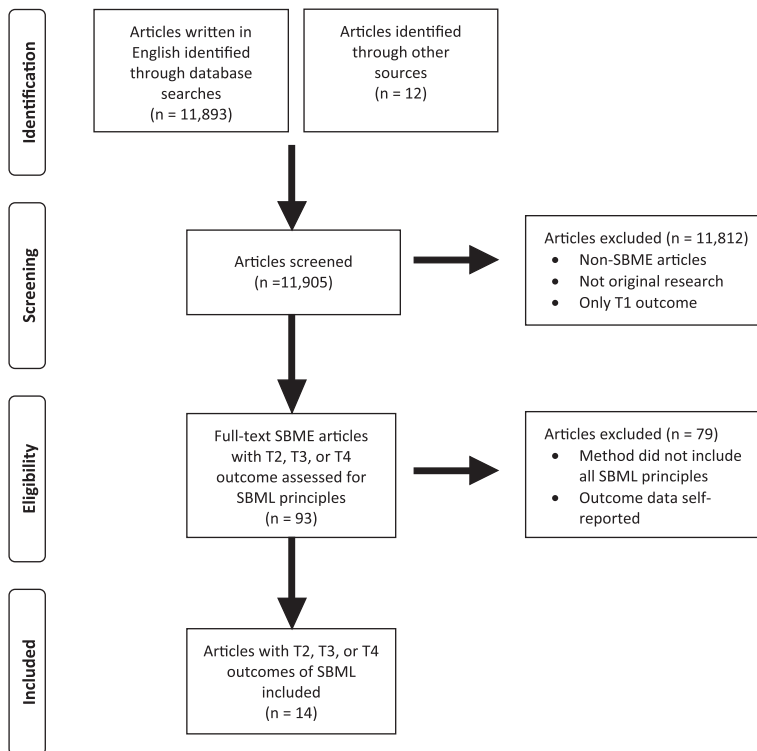 Identification
Articles written in
English identified
through database
searches
(n = 11,893)
Articles identified
through other
sources
(n = 12)
Screening
Articles screened
(n =11,905)
Articles excluded (n = 11,812)
• Non-SBME articles
• Not original research
• Only T1 outcome
Eligibility
Full-text SBME articles
with T2, T3, or T4
outcome assessed for
SBML principles
(n = 93)
Articles excluded (n = 79)
• Method did not include
all SBML principles
• Outcome data self-
reported
Included
Articles with T2, T3, or T4
outcomes of SBML
included
(n = 14)